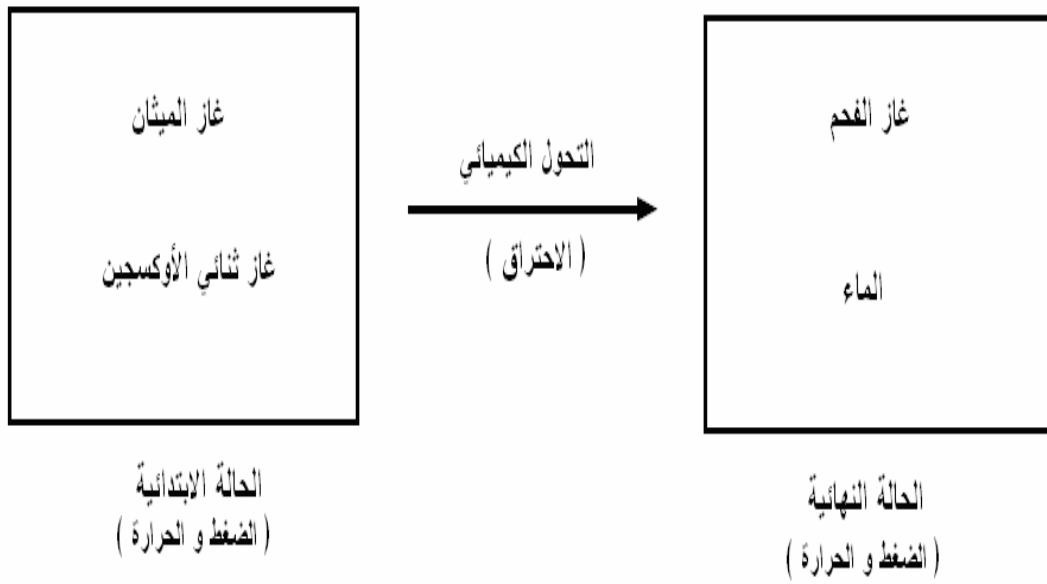 غاز الميثان
غاز ثنائي الأوكسجين
الحالة الابتدائية
( الضغط و الحرارة )
التحول الكيميائي
( الاحتراق )
غاز الفحم
الماء
الحالة النهائية
( الضغط و الحرارة )